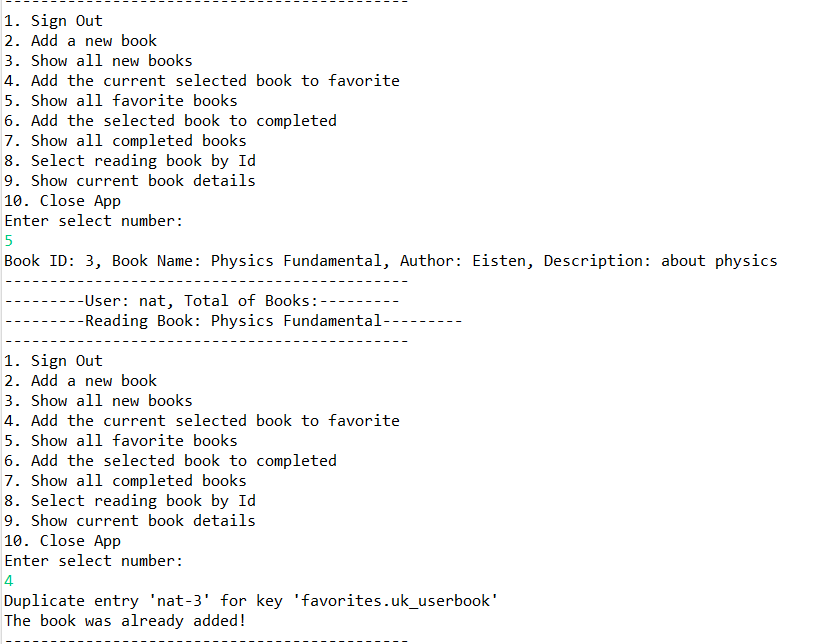 ---------------------------------------------
1. Sign Out
2. Add a new book
3. Show all new books
4. Add the current selected book to favorite
5. Show all favorite books
6. Add the selected book to completed
7. Show all completed books
8. Select reading book by Id
9. Show current book details
10. Close App
Enter select number:
5
Book ID: 3, Book Name: Physics Fundamental, Author: Eisten, Description: about physics
---------------------------------------------
---------User: nat, Total of Books:---------
---------Reading Book: Physics Fundamental---------
---------------------------------------------
1. Sign Out
2. Add a new book
3. Show all new books
4. Add the current selected book to favorite
5. Show all favorite books
6. Add the selected book to completed
7. Show all completed books
8. Select reading book by Id
9. Show current book details
10. Close App
Enter select number:
4
Duplicate entry 'nat-3' for key 'favorites.uk_userbook'
The book was already added!
---------------------------------------------